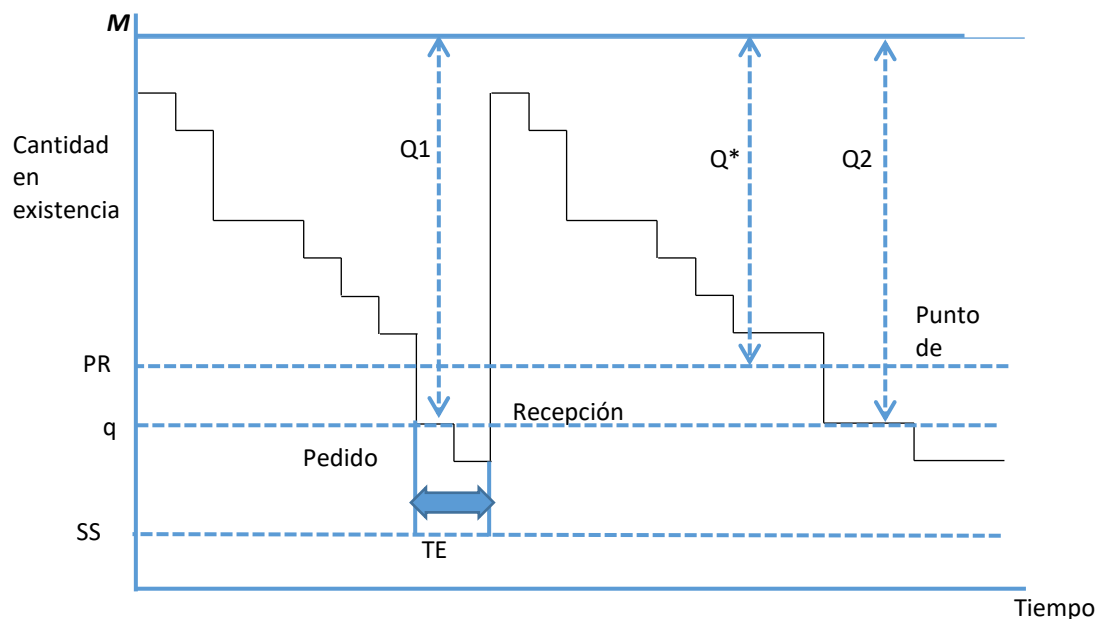 M
Cantidad
en
existencia
Q1
Q*
Q2
Punto
de
PR
Recepción
q
Pedido
SS
TE
Tiempo